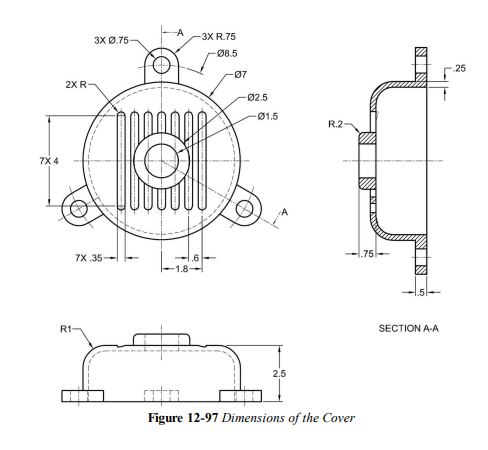 A
3X Ø.75
3X R.75
Ø8.5
2X R
Ø7
Ø2.5
Ø1.5
7X 4
A
7X .35
.6
1.8
.25
R.2
.75
.5
SECTION A-A
R1
2.5
Figure 12-97 Dimensions of the Cover